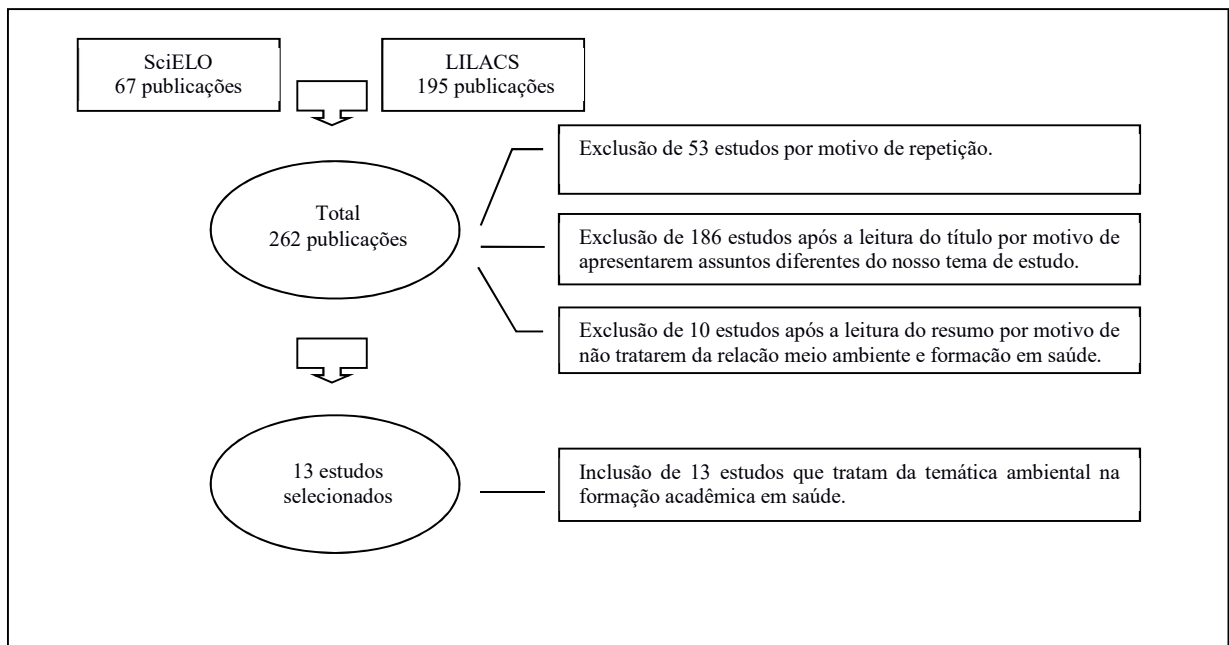 SciELO
67 publicações
LILACS
195 publicações
Total
262 publicações
Exclusão de 53 estudos por motivo de repetição.
Exclusão de 186 estudos após a leitura do título por motivo de
apresentarem assuntos diferentes do nosso tema de estudo.
Exclusão de 10 estudos após a leitura do resumo por motivo de
não tratarem da relacão meio ambiente e formacão em saúde.
13 estudos
selecionados
Inclusão de 13 estudos que tratam da temática ambiental na
formação acadêmica em saúde.